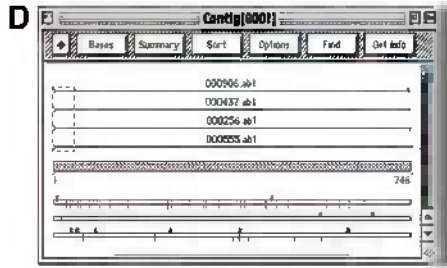 D
Contig[0001]
Bases Summary Sort Options Find Get Info
000906.ab1
000437.ab1
000256.ab1
000555.ab1
746